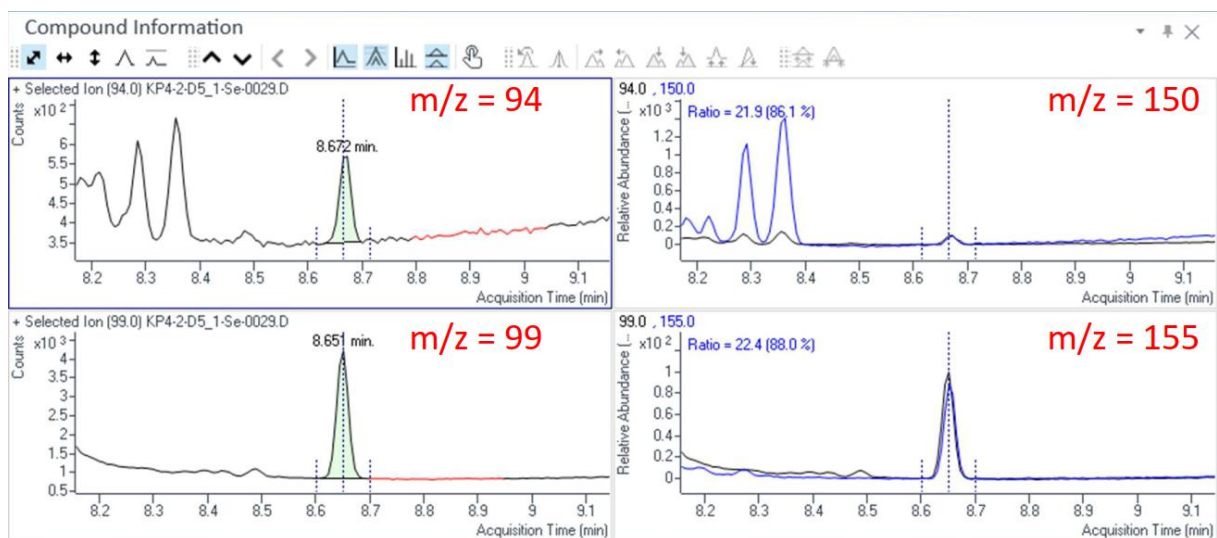 Compound Information
+ Selected Ion (94.0) KP4-2-D5_1-Se-0029.D
m/z = 94
Counts
x10 2
6
5.5
5
4.5
4
3.5
8.672 min.
8.2 8.3 8.4 8.5 8.6 8.7 8.8 8.9 9 9.1
Acquisition Time (min)
94.0 , 150.0
m/z = 150
Relative Abundance (...
x10 3
Ratio = 21.9 (86.1 %)
1.2
1
0.8
0.6
0.4
0.2
0
8.2 8.3 8.4 8.5 8.6 8.7 8.8 8.9 9 9.1
Acquisition Time (min)
+ Selected Ion (99.0) KP4-2-D5_1-Se-0029.D
m/z = 99
Counts
x10 3
4
3.5
3
2.5
2
1.5
1
0.5
8.651 min.
8.2 8.3 8.4 8.5 8.6 8.7 8.8 8.9 9 9.1
Acquisition Time (min)
99.0 , 155.0
m/z = 155
Relative Abundance (...
x10 2
Ratio = 22.4 (88.0 %)
1
0.8
0.6
0.4
0.2
0
8.2 8.3 8.4 8.5 8.6 8.7 8.8 8.9 9 9.1
Acquisition Time (min)